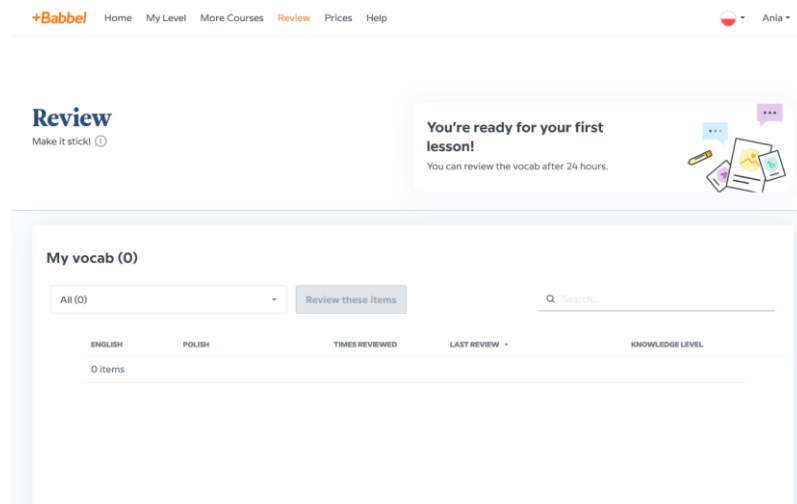 +Babbel Home My Level More Courses Review Prices Help Ania
Review
Make it stick!
You're ready for your first
lesson!
You can review the vocab after 24 hours.
My vocab (0)
All (0) Review these items Search...
ENGLISH POLISH TIMES REVIEWED LAST REVIEW KNOWLEDGE LEVEL
0 items